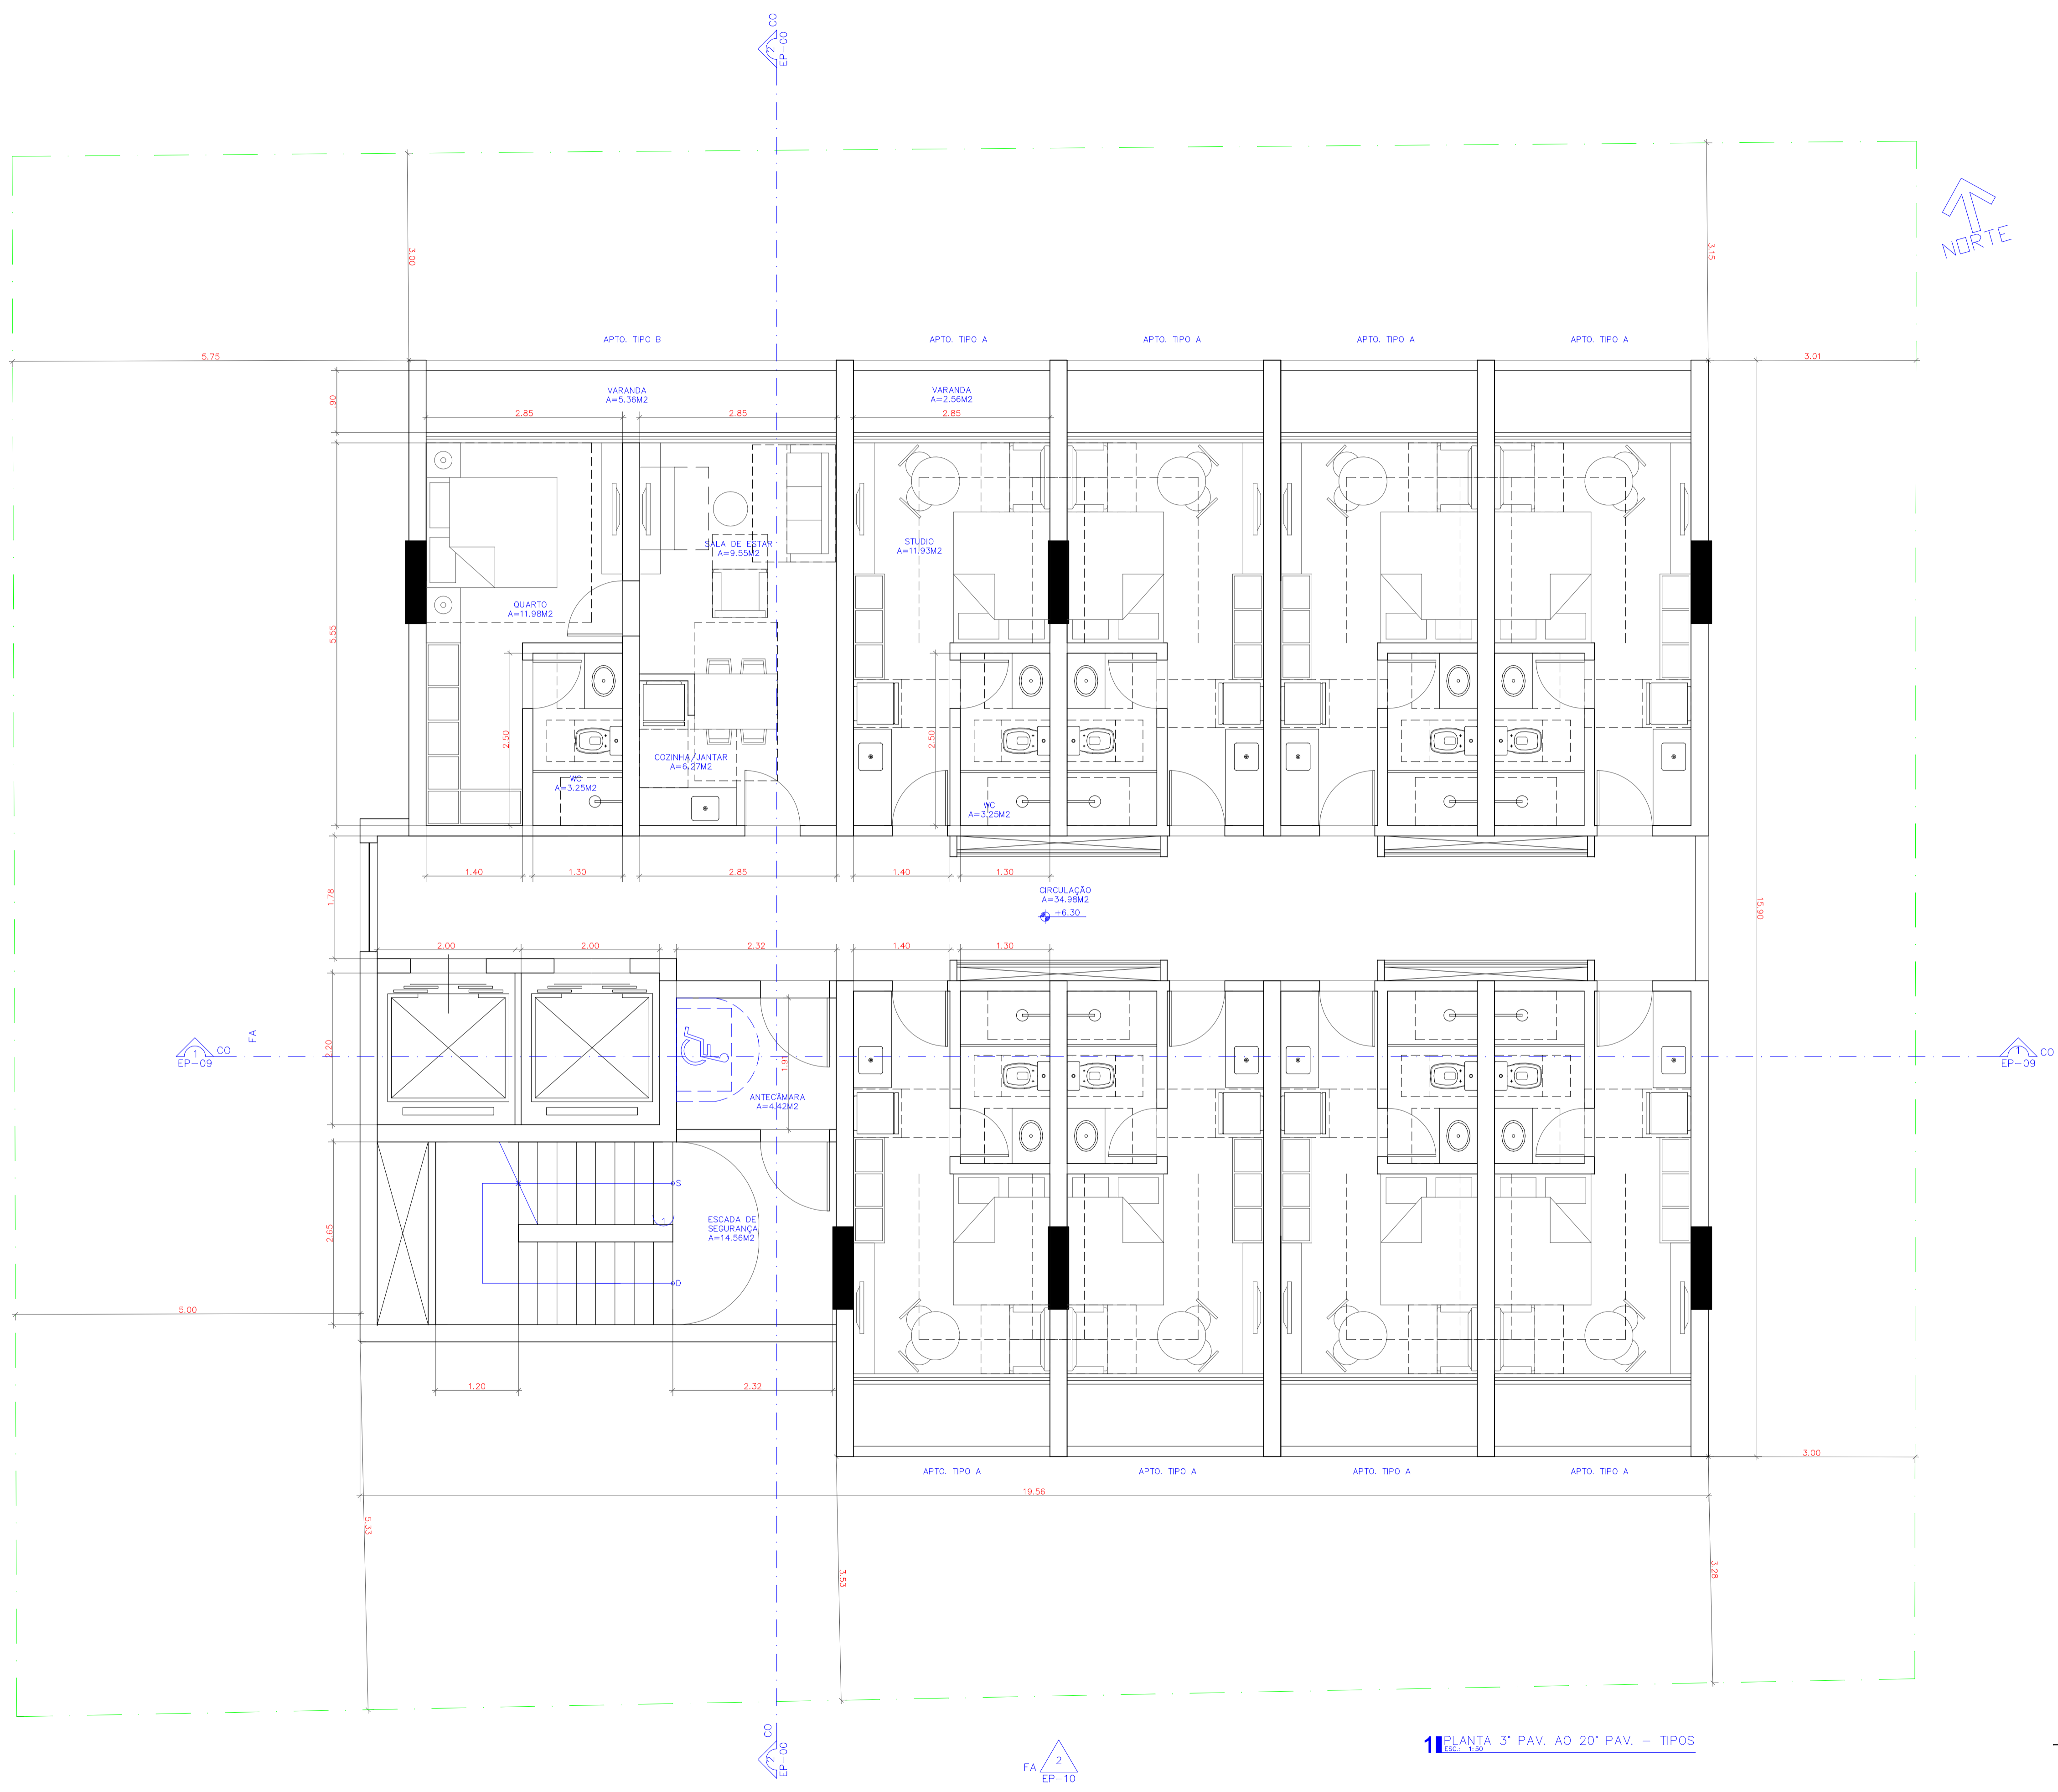 CO
2
EP-00
NORTE
3.00
3.15
APTO. TIPO B
APTO. TIPO A
APTO. TIPO A
APTO. TIPO A
APTO. TIPO A
5.75
3.01
.90
VARANDA
A=5.36M2
VARANDA
A=2.56M2
2.85
2.85
2.85
SALA DE ESTAR
A=9.55M2
STUDIO
A=11.93M2
QUARTO
A=11.98M2
5.55
2.50
2.50
COZINHA/JANTAR
A=6.27M2
WC
A=3.25M2
WC
A=3.25M2
1.40
1.30
2.85
1.40
1.30
1.78
CIRCULAÇÃO
A=34.98M2
+6.30
15.90
2.00
2.00
2.32
1.40
1.30
FA
1
CO
EP-09
2.20
1.91
1
CO
EP-09
ANTECÂMARA
A=4.42M2
S
1
ESCADA DE
SEGURANÇA
A=14.56M2
2.65
D
5.00
1.20
2.32
3.00
APTO. TIPO A
APTO. TIPO A
APTO. TIPO A
APTO. TIPO A
19.56
5.33
3.53
3.28
CO
2
EP-00
FA
2
EP-10
1
PLANTA 3° PAV. AO 20° PAV. – TIPOS
ESC.: 1:50